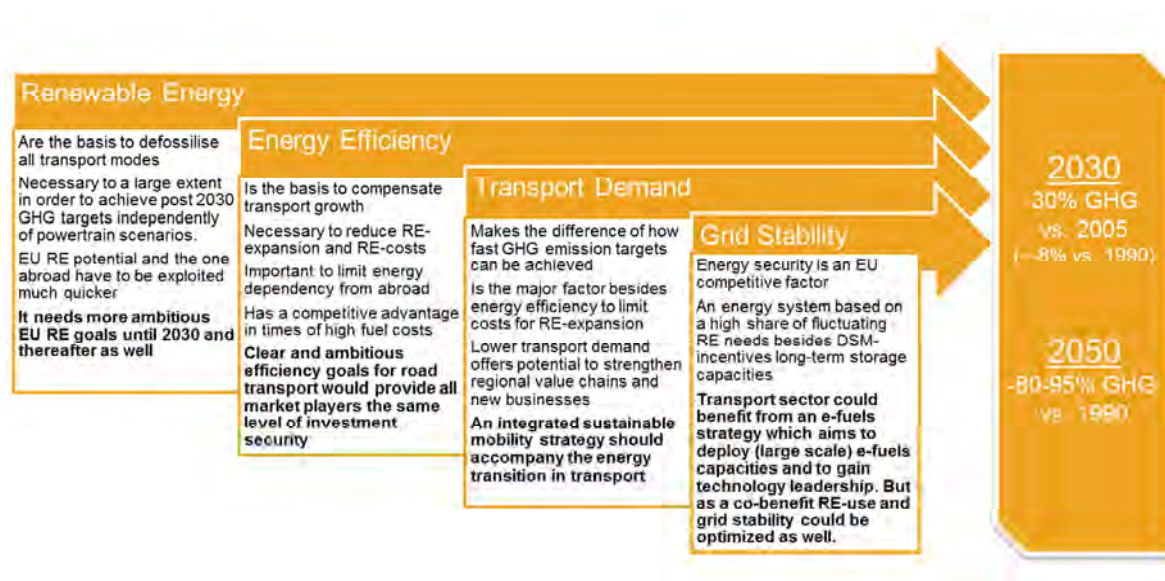 Renewable Energy
Are the basis to defossilise
all transport modes
Necessary to a large extent
in order to achieve post 2030
GHG targets independently
of powertrain scenarios.
EU RE potential and the one
abroad have to be exploited
much quicker
It needs more ambitious
EU RE goals until 2030 and
thereafter as well
Energy Efficiency
Is the basis to compensate
transport growth
Necessary to reduce RE-
expansion and RE-costs
Important to limit energy
dependency from abroad
Has a competitive advantage
in times of high fuel costs
Clear and ambitious
efficiency goals for road
transport would provide all
market players the same
level of investment
security
Transport Demand
Makes the difference of how
fast GHG emission targets
can be achieved
Is the major factor besides
energy efficiency to limit
costs for RE-expansion
Lower transport demand
offers potential to strengthen
regional value chains and
new businesses
An integrated sustainable
mobility strategy should
accompany the energy
transition in transport
Grid Stability
Energy security is an EU
competitive factor
An energy system based on
a high share of fluctuating
RE needs besides DSM-
incentives long-term storage
capacities
Transport sector could
benefit from an e-fuels
strategy which aims to
deploy (large scale) e-fuels
capacities and to gain
technology leadership. But
as a co-benefit RE-use and
grid stability could be
optimized as well.
2030
-30% GHG
vs. 2005
(~-8% vs. 1990)
2050
-80-95% GHG
vs. 1990